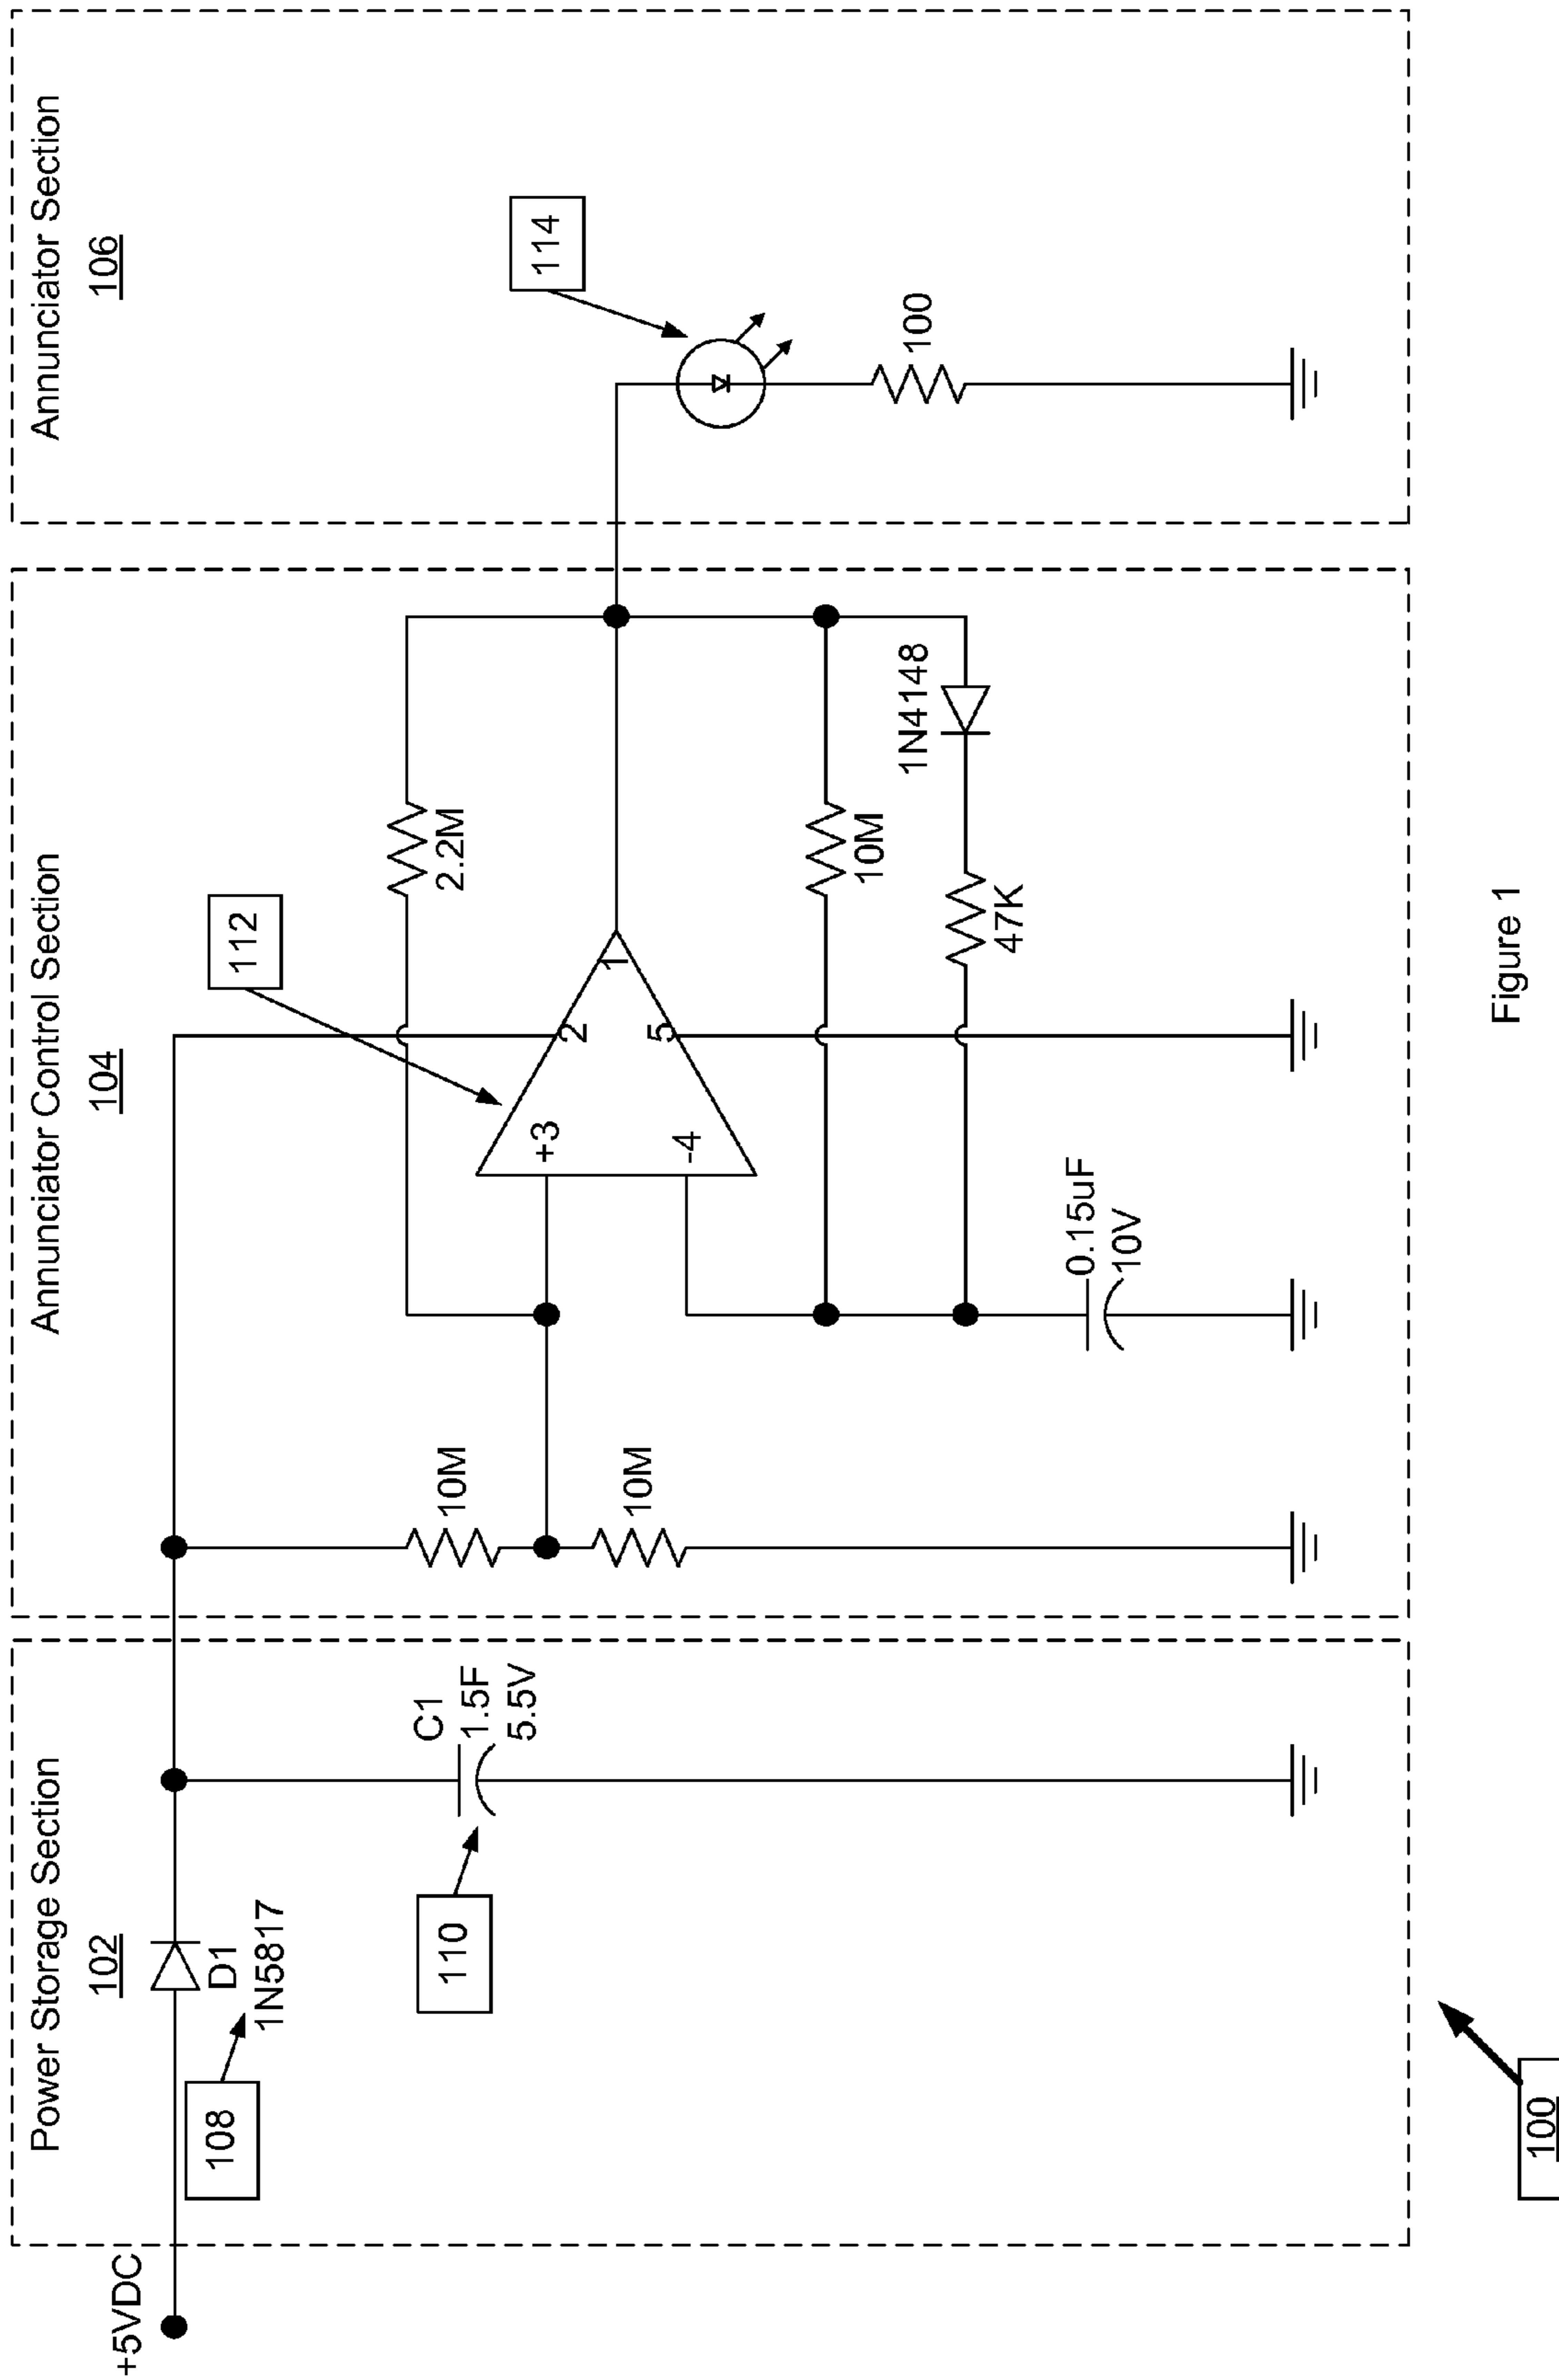 Power Storage Section
102
+5VDC
108
D1
1N5817
110
C1
1.5F
5.5V
Annunciator Control Section
104
112
10M
10M
+3
-4
2
5
1
2.2M
10M
47K
1N4148
0.15uF
10V
Annunciator Section
106
114
100
100
Figure 1